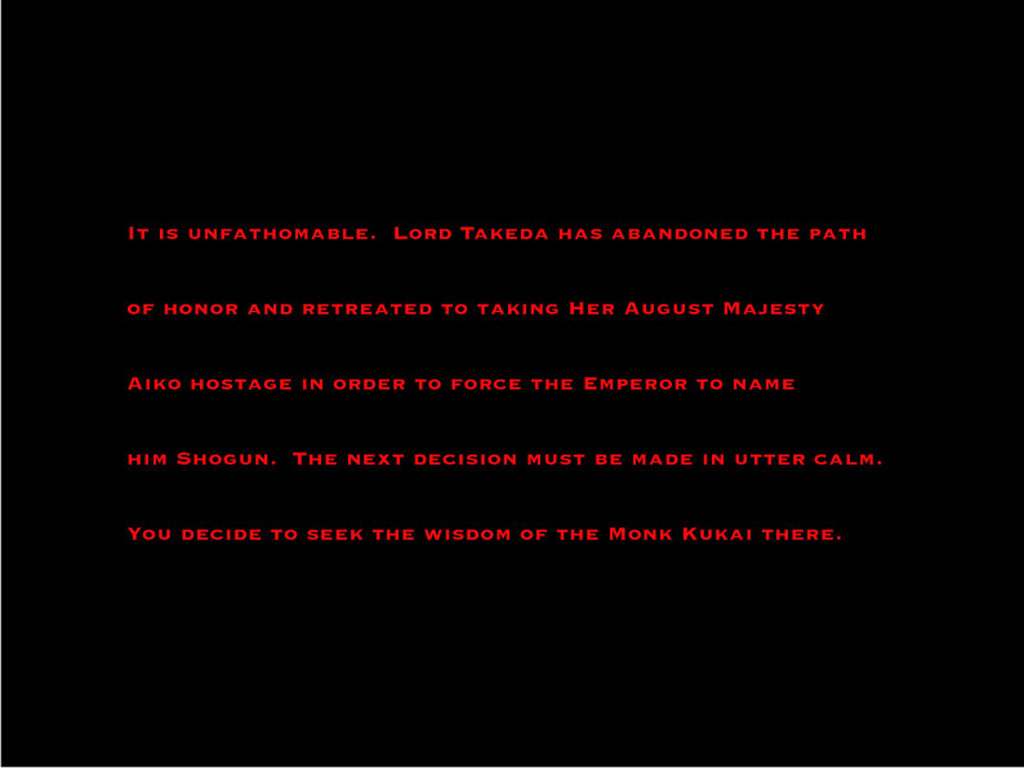 It is unfathomable.  Lord Takeda has abandoned the path
of honor and retreated to taking Her August Majesty
Aiko hostage in order to force the Emperor to name
him Shogun.  The next decision must be made in utter calm.
You decide to seek the wisdom of the Monk Kukai there.